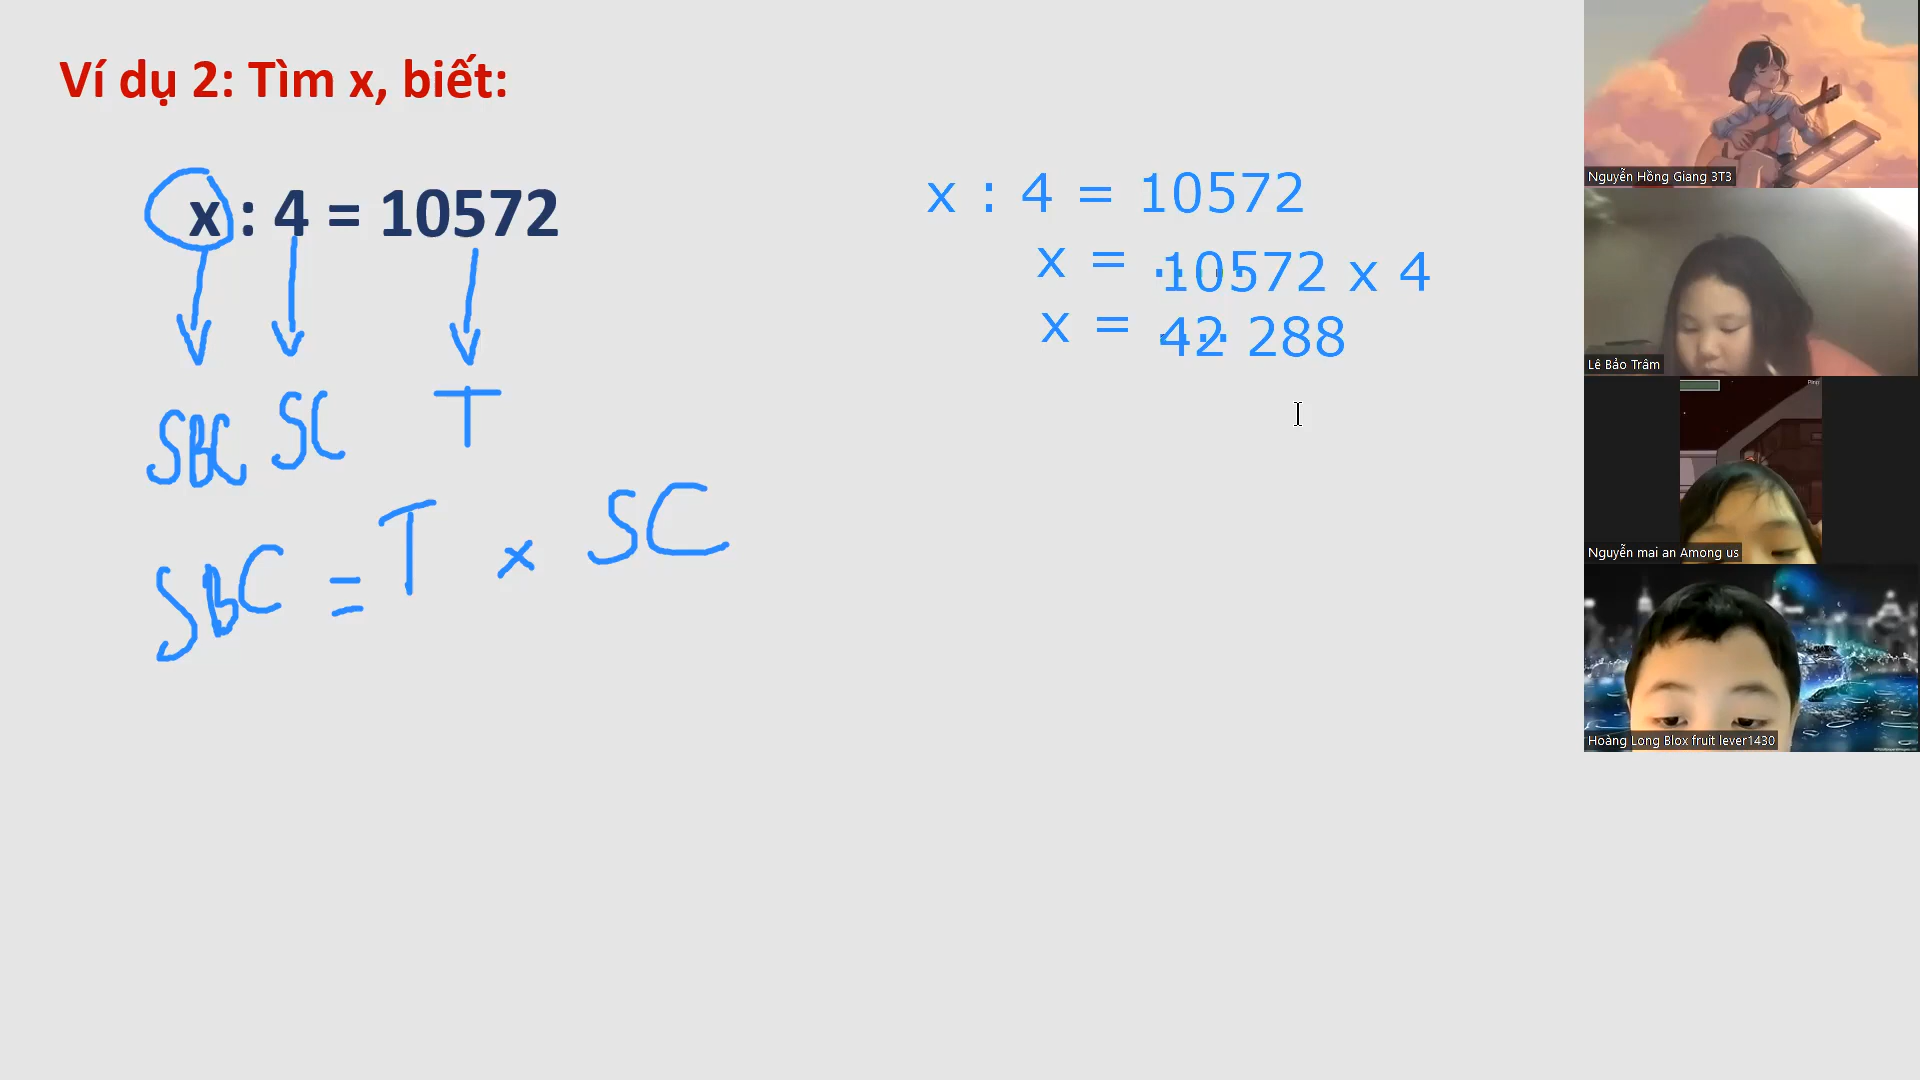 Ví dụ 2: Tìm x, biết:
x : 4 = 10572
SBC SC T
SBC = T x SC
x : 4 = 10572
x = ..... 10572 x 4
x = .... 42 288
Nguyễn Hồng Giang 3T3
Lê Bảo Trâm
Nguyễn mai an Among us
Hoàng Long Blox fruit lever1430